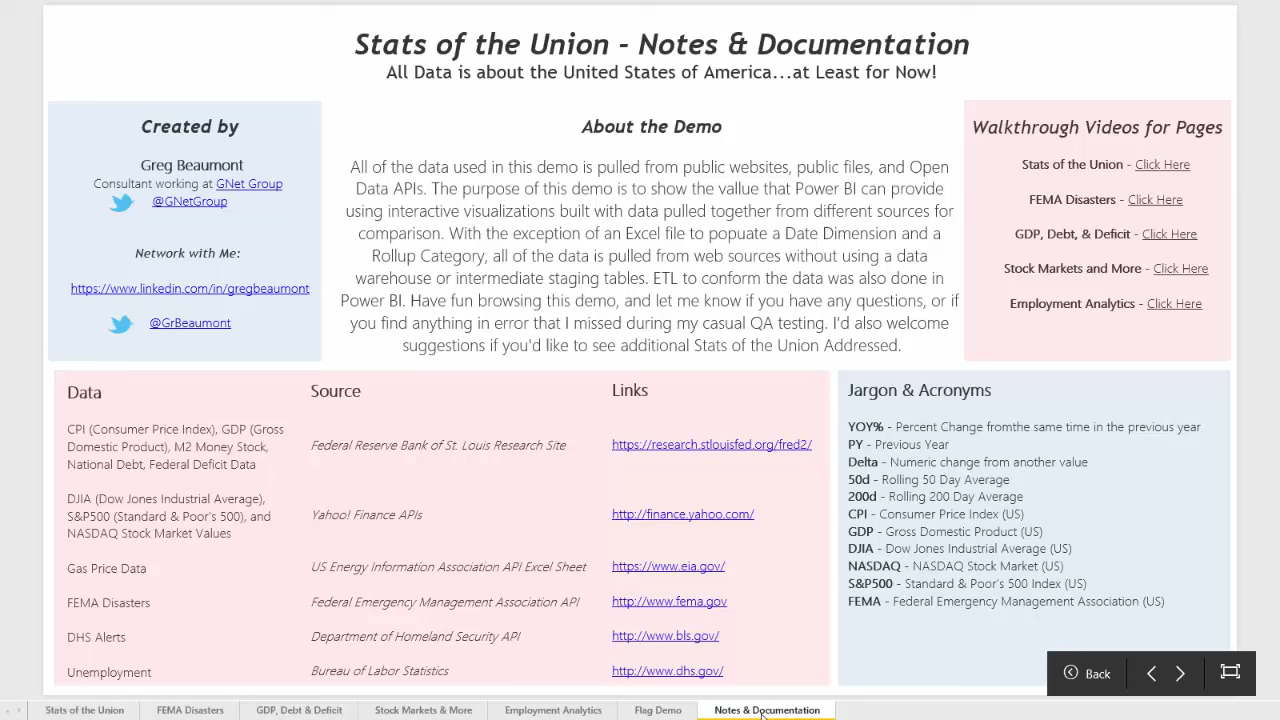 Stats of the Union - Notes & Documentation
All Data is about the United States of America...at Least for Now!
Created by
Greg Beaumont
Consultant working at GNet Group
@GNetGroup
Network with Me:
https://www.linkedin.com/in/gregbeaumont
@GrBeaumont
About the Demo
All of the data used in this demo is pulled from public websites, public files, and Open
Data APIs. The purpose of this demo is to show the vallue that Power BI can provide
using interactive visualizations built with data pulled together from different sources for
comparison. With the exception of an Excel file to popuate a Date Dimension and a
Rollup Category, all of the data is pulled from web sources without using a data
warehouse or intermediate staging tables. ETL to conform the data was also done in
Power BI. Have fun browsing this demo, and let me know if you have any questions, or if
you find anything in error that I missed during my casual QA testing. I'd also welcome
suggestions if you'd like to see additional Stats of the Union Addressed.
Walkthrough Videos for Pages
Stats of the Union - Click Here
FEMA Disasters - Click Here
GDP, Debt, & Deficit - Click Here
Stock Markets and More - Click Here
Employment Analytics - Click Here
Data Source Links
CPI (Consumer Price Index), GDP (Gross
Domestic Product), M2 Money Stock,
National Debt, Federal Deficit Data
Federal Reserve Bank of St. Louis Research Site
https://research.stlouisfed.org/fred2/
DJIA (Dow Jones Industrial Average),
S&P500 (Standard & Poor's 500), and
NASDAQ Stock Market Values
Yahoo! Finance APIs
http://finance.yahoo.com/
Gas Price Data
US Energy Information Association API Excel Sheet
https://www.eia.gov/
FEMA Disasters
Federal Emergency Management Association API
http://www.fema.gov
DHS Alerts
Department of Homeland Security API
http://www.bls.gov/
Unemployment
Bureau of Labor Statistics
http://www.dhs.gov/
Jargon & Acronyms
YOY% - Percent Change fromthe same time in the previous year
PY - Previous Year
Delta - Numeric change from another value
50d - Rolling 50 Day Average
200d - Rolling 200 Day Average
CPI - Consumer Price Index (US)
GDP - Gross Domestic Product (US)
DJIA - Dow Jones Industrial Average (US)
NASDAQ - NASDAQ Stock Market (US)
S&P500 - Standard & Poor's 500 Index (US)
FEMA - Federal Emergency Management Association (US)
Back
Stats of the Union
FEMA Disasters
GDP, Debt & Deficit
Stock Markets & More
Employment Analytics
Flag Demo
Notes & Documentation